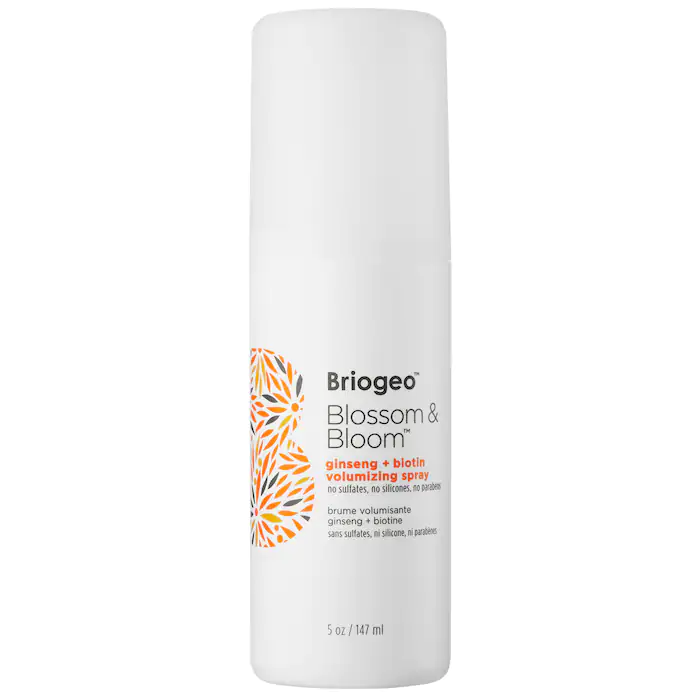 Briogeo™
Blossom &
Bloom™
ginseng + biotin
volumizing spray
no sulfates, no silicones, no parabens
brume volumisante
ginseng + biotine
sans sulfates, ni silicone, ni parabènes
5 oz / 147 ml